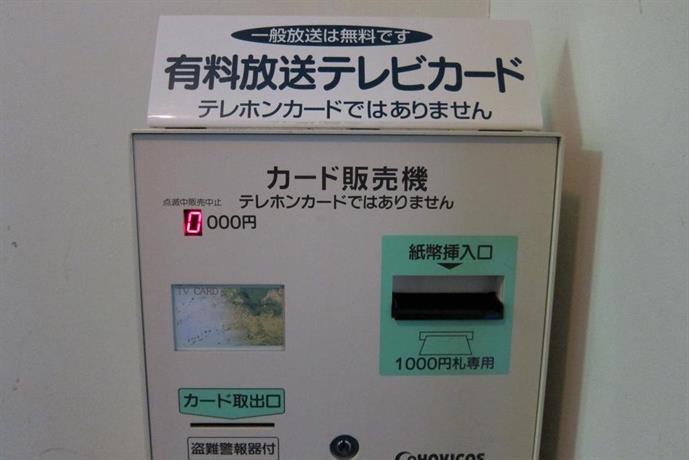 一般放送は無料です
有料放送テレビカード
テレホンカードではありません
カード販売機
テレホンカードではありません
点滅中販売中止
0 000円
紙幣挿入口
TV CARD
1000円札専用
カード取出口
盗難警報器付